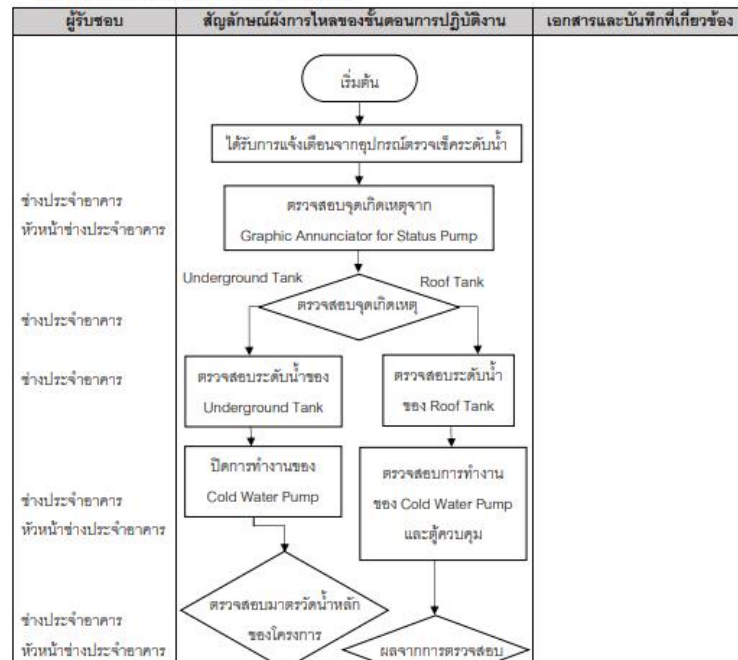 ผู้รับชอบ
สัญลักษณ์ผังการไหลของขั้นตอนการปฏิบัติงาน
เอกสารและบันทึกที่เกี่ยวข้อง
เริ่มต้น
ได้รับการแจ้งเตือนจากอุปกรณ์ตรวจเช็คระดับน้ำ
ช่างประจำอาคาร
หัวหน้าช่างประจำอาคาร
ตรวจสอบจุดเกิดเหตุจาก
Graphic Annunciator for Status Pump
Underground Tank
Roof Tank
ช่างประจำอาคาร
ตรวจสอบจุดเกิดเหตุ
ช่างประจำอาคาร
ตรวจสอบระดับน้ำของ
Underground Tank
ตรวจสอบระดับน้ำ
ของ Roof Tank
ช่างประจำอาคาร
หัวหน้าช่างประจำอาคาร
ปิดการทำงานของ
Cold Water Pump
ตรวจสอบการทำงาน
ของ Cold Water Pump
และตู้ควบคุม
ช่างประจำอาคาร
หัวหน้าช่างประจำอาคาร
ตรวจสอบมาตรวัดน้ำหลัก
ของโครงการ
ผลจากการตรวจสอบ